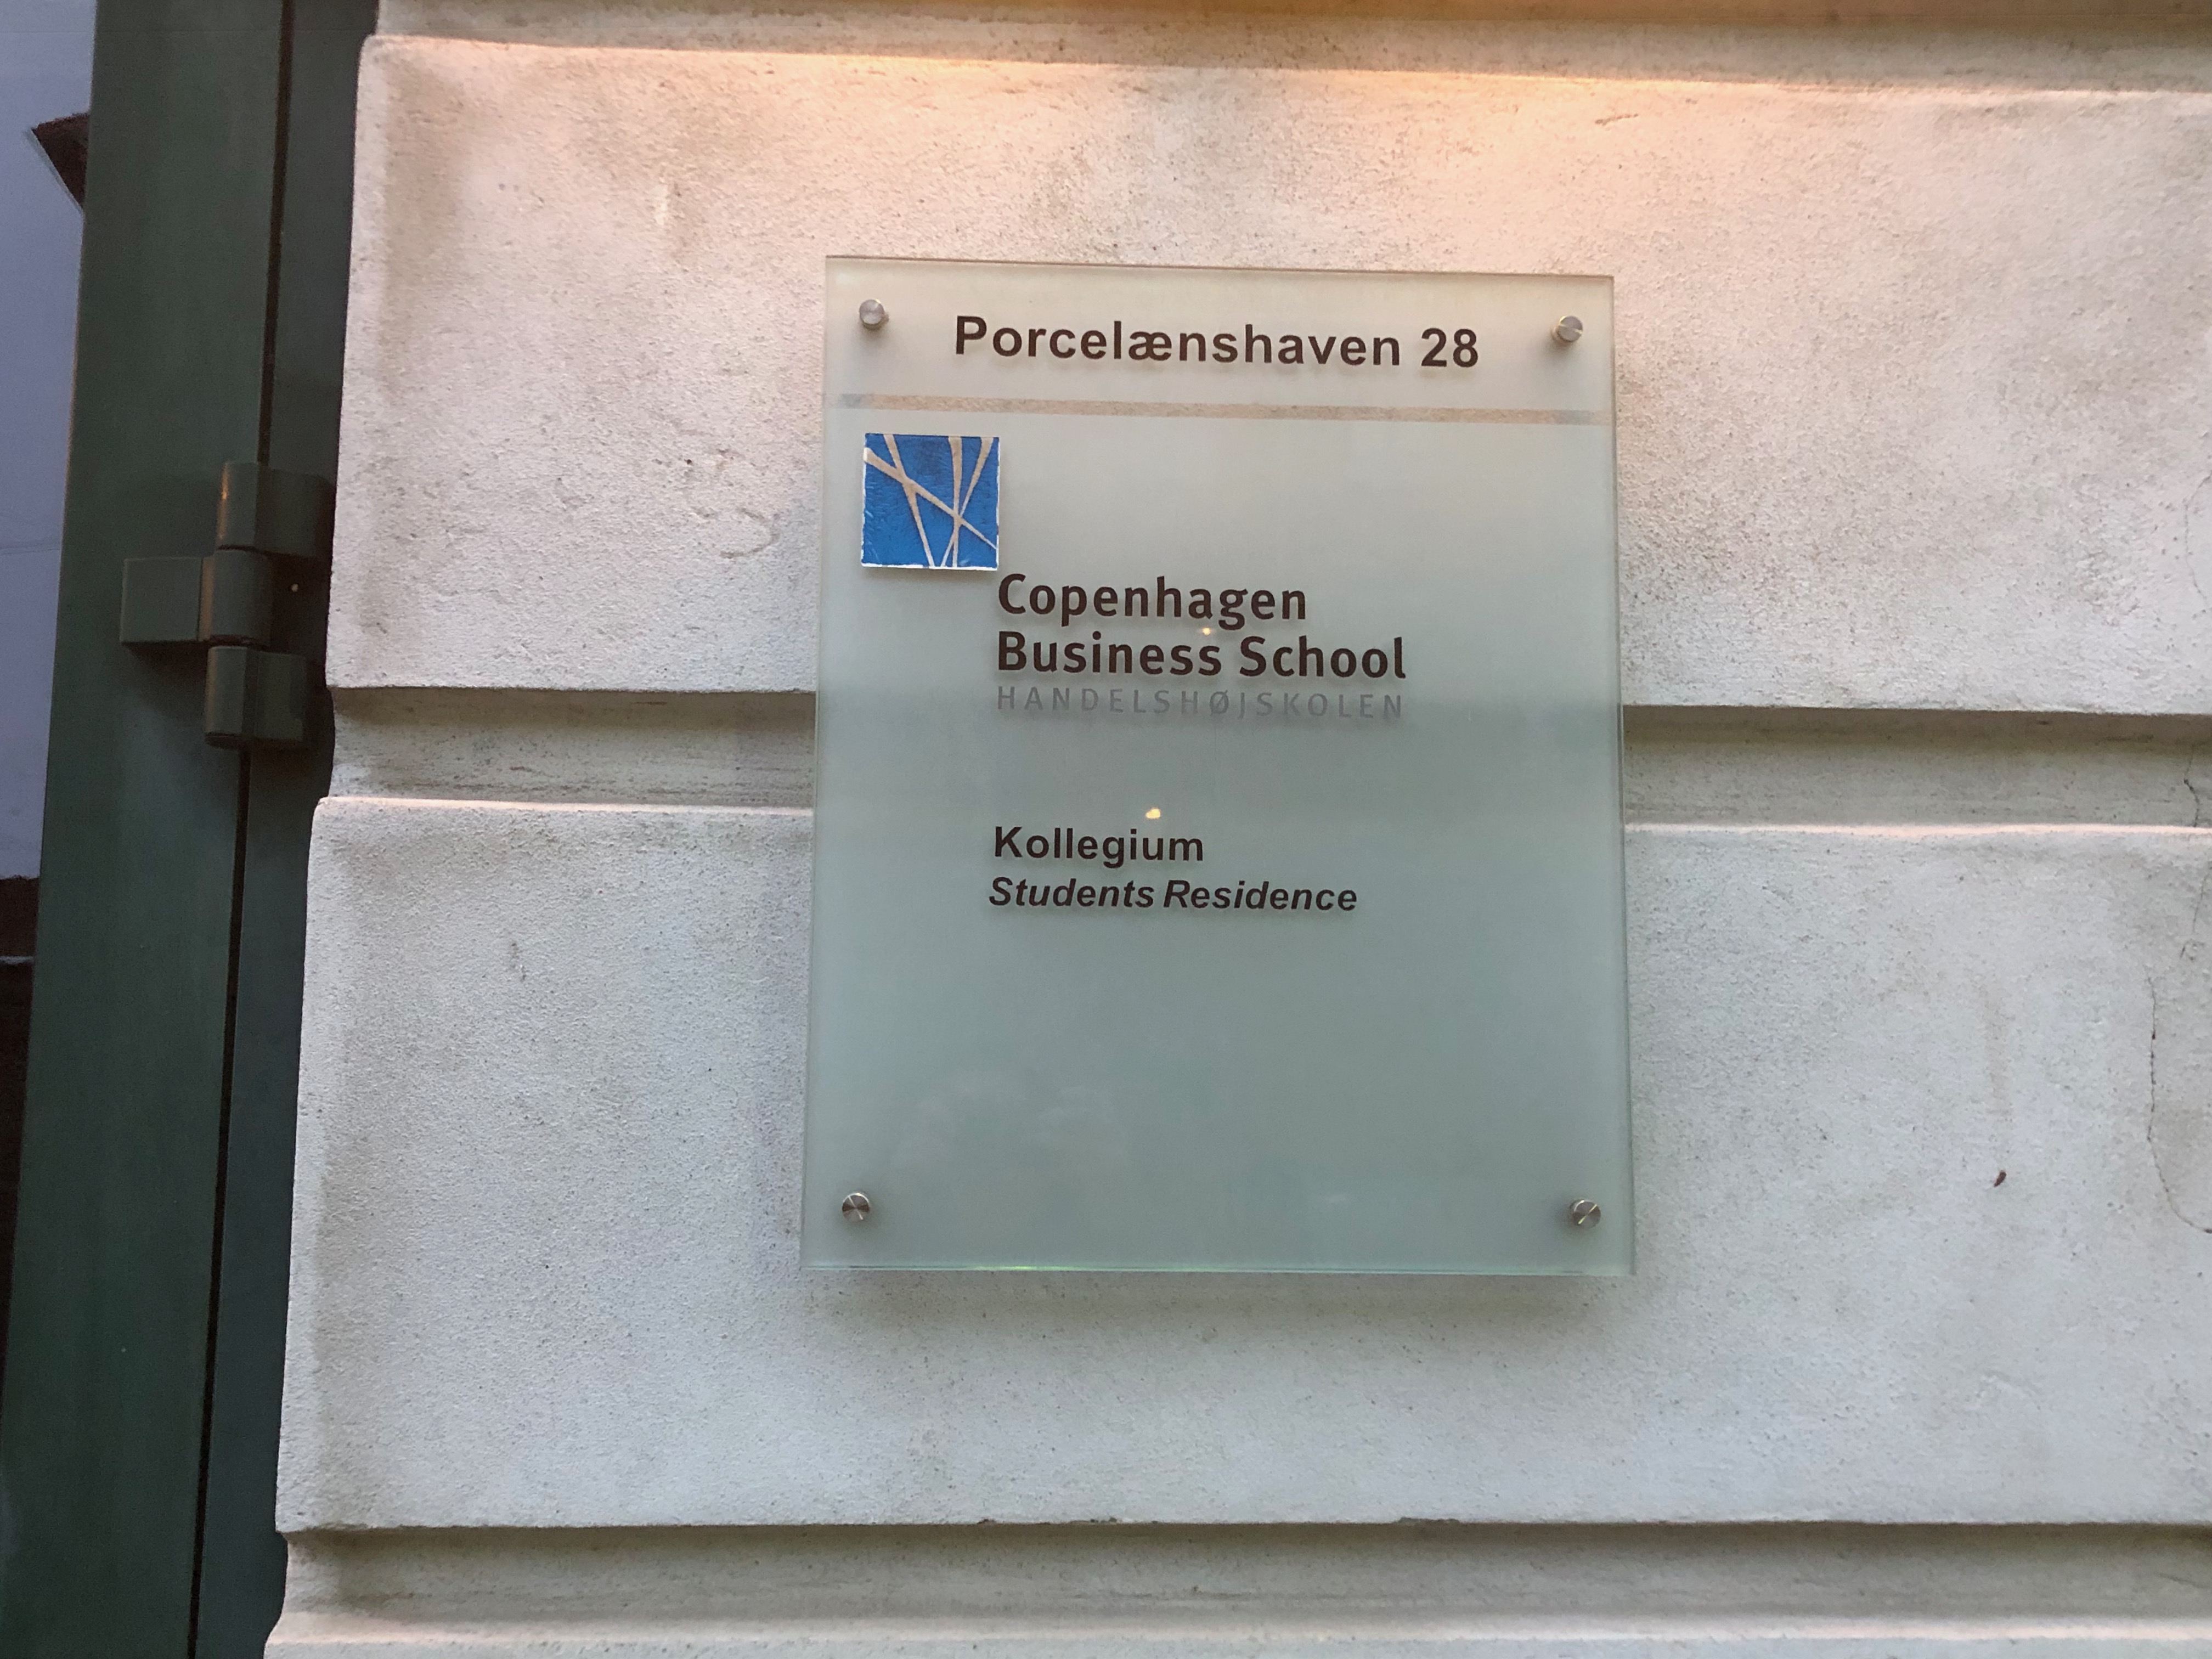 Porcelænshaven 28
Copenhagen
Business School
HANDELSHØJSKOLEN
Kollegium
Students Residence